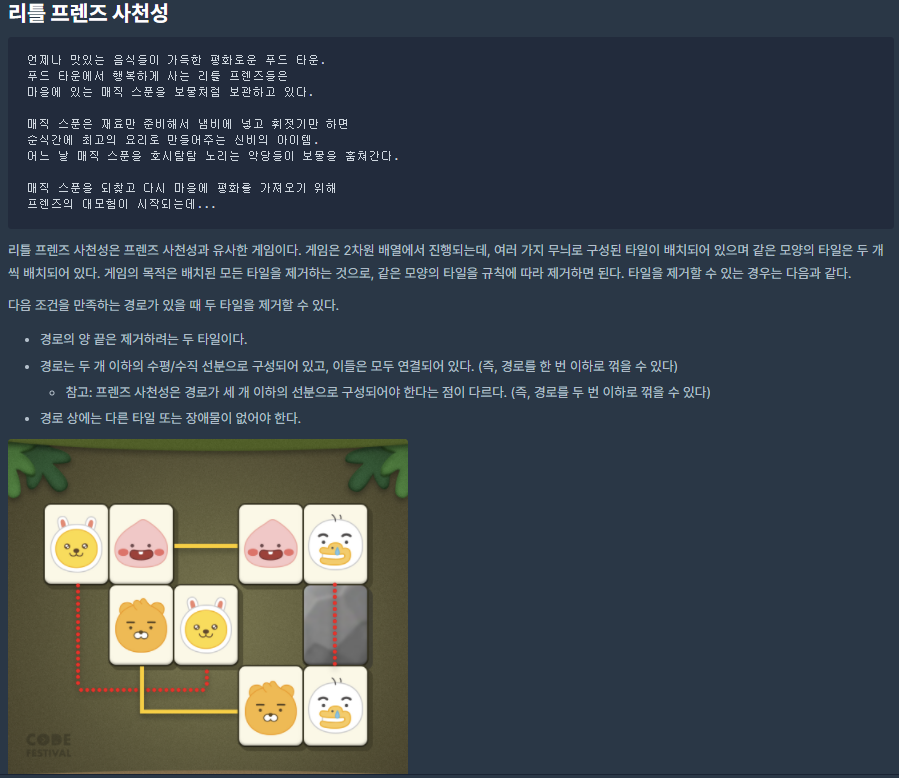 리틀 프렌즈 사천성
언제나 맛있는 음식들이 가득한 평화로운 푸드 타운.
푸드 타운에서 행복하게 사는 리틀 프렌즈들은
마을에 있는 매직 스푼을 보물처럼 보관하고 있다.
매직 스푼은 재료만 준비해서 냄비에 넣고 휘젓기만 하면
순식간에 최고의 요리로 만들어주는 신비의 아이템.
어느 날 매직 스푼을 호시탐탐 노리는 악당들이 보물을 훔쳐간다.
매직 스푼을 되찾고 다시 마을에 평화를 가져오기 위해
프렌즈의 대모험이 시작되는데...
리틀 프렌즈 사천성은 프렌즈 사천성과 유사한 게임이다. 게임은 2차원 배열에서 진행되는데, 여러 가지 무늬로 구성된 타일이 배치되어 있으며 같은 모양의 타일은 두 개
씩 배치되어 있다. 게임의 목적은 배치된 모든 타일을 제거하는 것으로, 같은 모양의 타일을 규칙에 따라 제거하면 된다. 타일을 제거할 수 있는 경우는 다음과 같다.
다음 조건을 만족하는 경로가 있을 때 두 타일을 제거할 수 있다.
• 경로의 양 끝은 제거하려는 두 타일이다.
• 경로는 두 개 이하의 수평/수직 선분으로 구성되어 있고, 이들은 모두 연결되어 있다. (즉, 경로를 한 번 이하로 꺾을 수 있다)
◦ 참고: 프렌즈 사천성은 경로가 세 개 이하의 선분으로 구성되어야 한다는 점이 다르다. (즉, 경로를 두 번 이하로 꺾을 수 있다)
• 경로 상에는 다른 타일 또는 장애물이 없어야 한다.
CODE
FESTIVAL